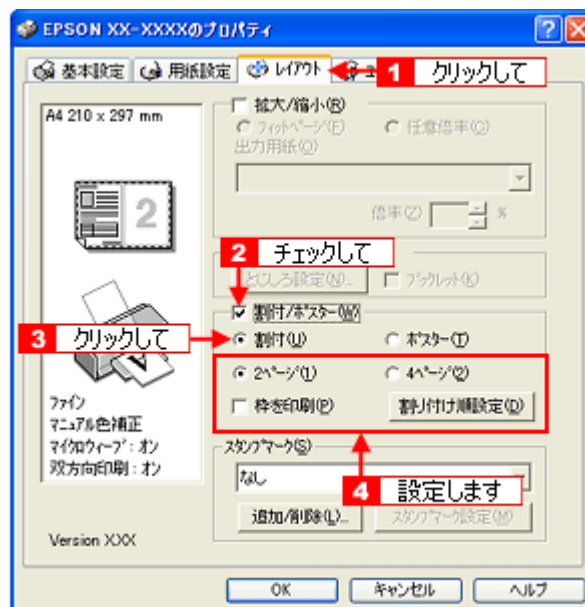 EPSON XX-XXXXのプロパティ
基本設定 用紙設定 レイアウト
1 クリックして
A4 210 x 297 mm
2
拡大/縮小(R)
フィットページ(E) 任意倍率(C)
出力用紙(O)
倍率(Z) %
2 チェックして
とじしろ設定(N)... ブックレット(K)
割付/ポスター(W)
3 クリックして
割付(U) ポスター(T)
2ページ(1) 4ページ(2)
枠を印刷(P) 割り付け順設定(D)
ファイン
マニュアル色補正
マイクロウィーブ:オン
双方向印刷:オン
スタンプマーク(S)
なし
4 設定します
追加/削除(L)... スタンプマーク設定(M)
Version XXX
OK キャンセル ヘルプ